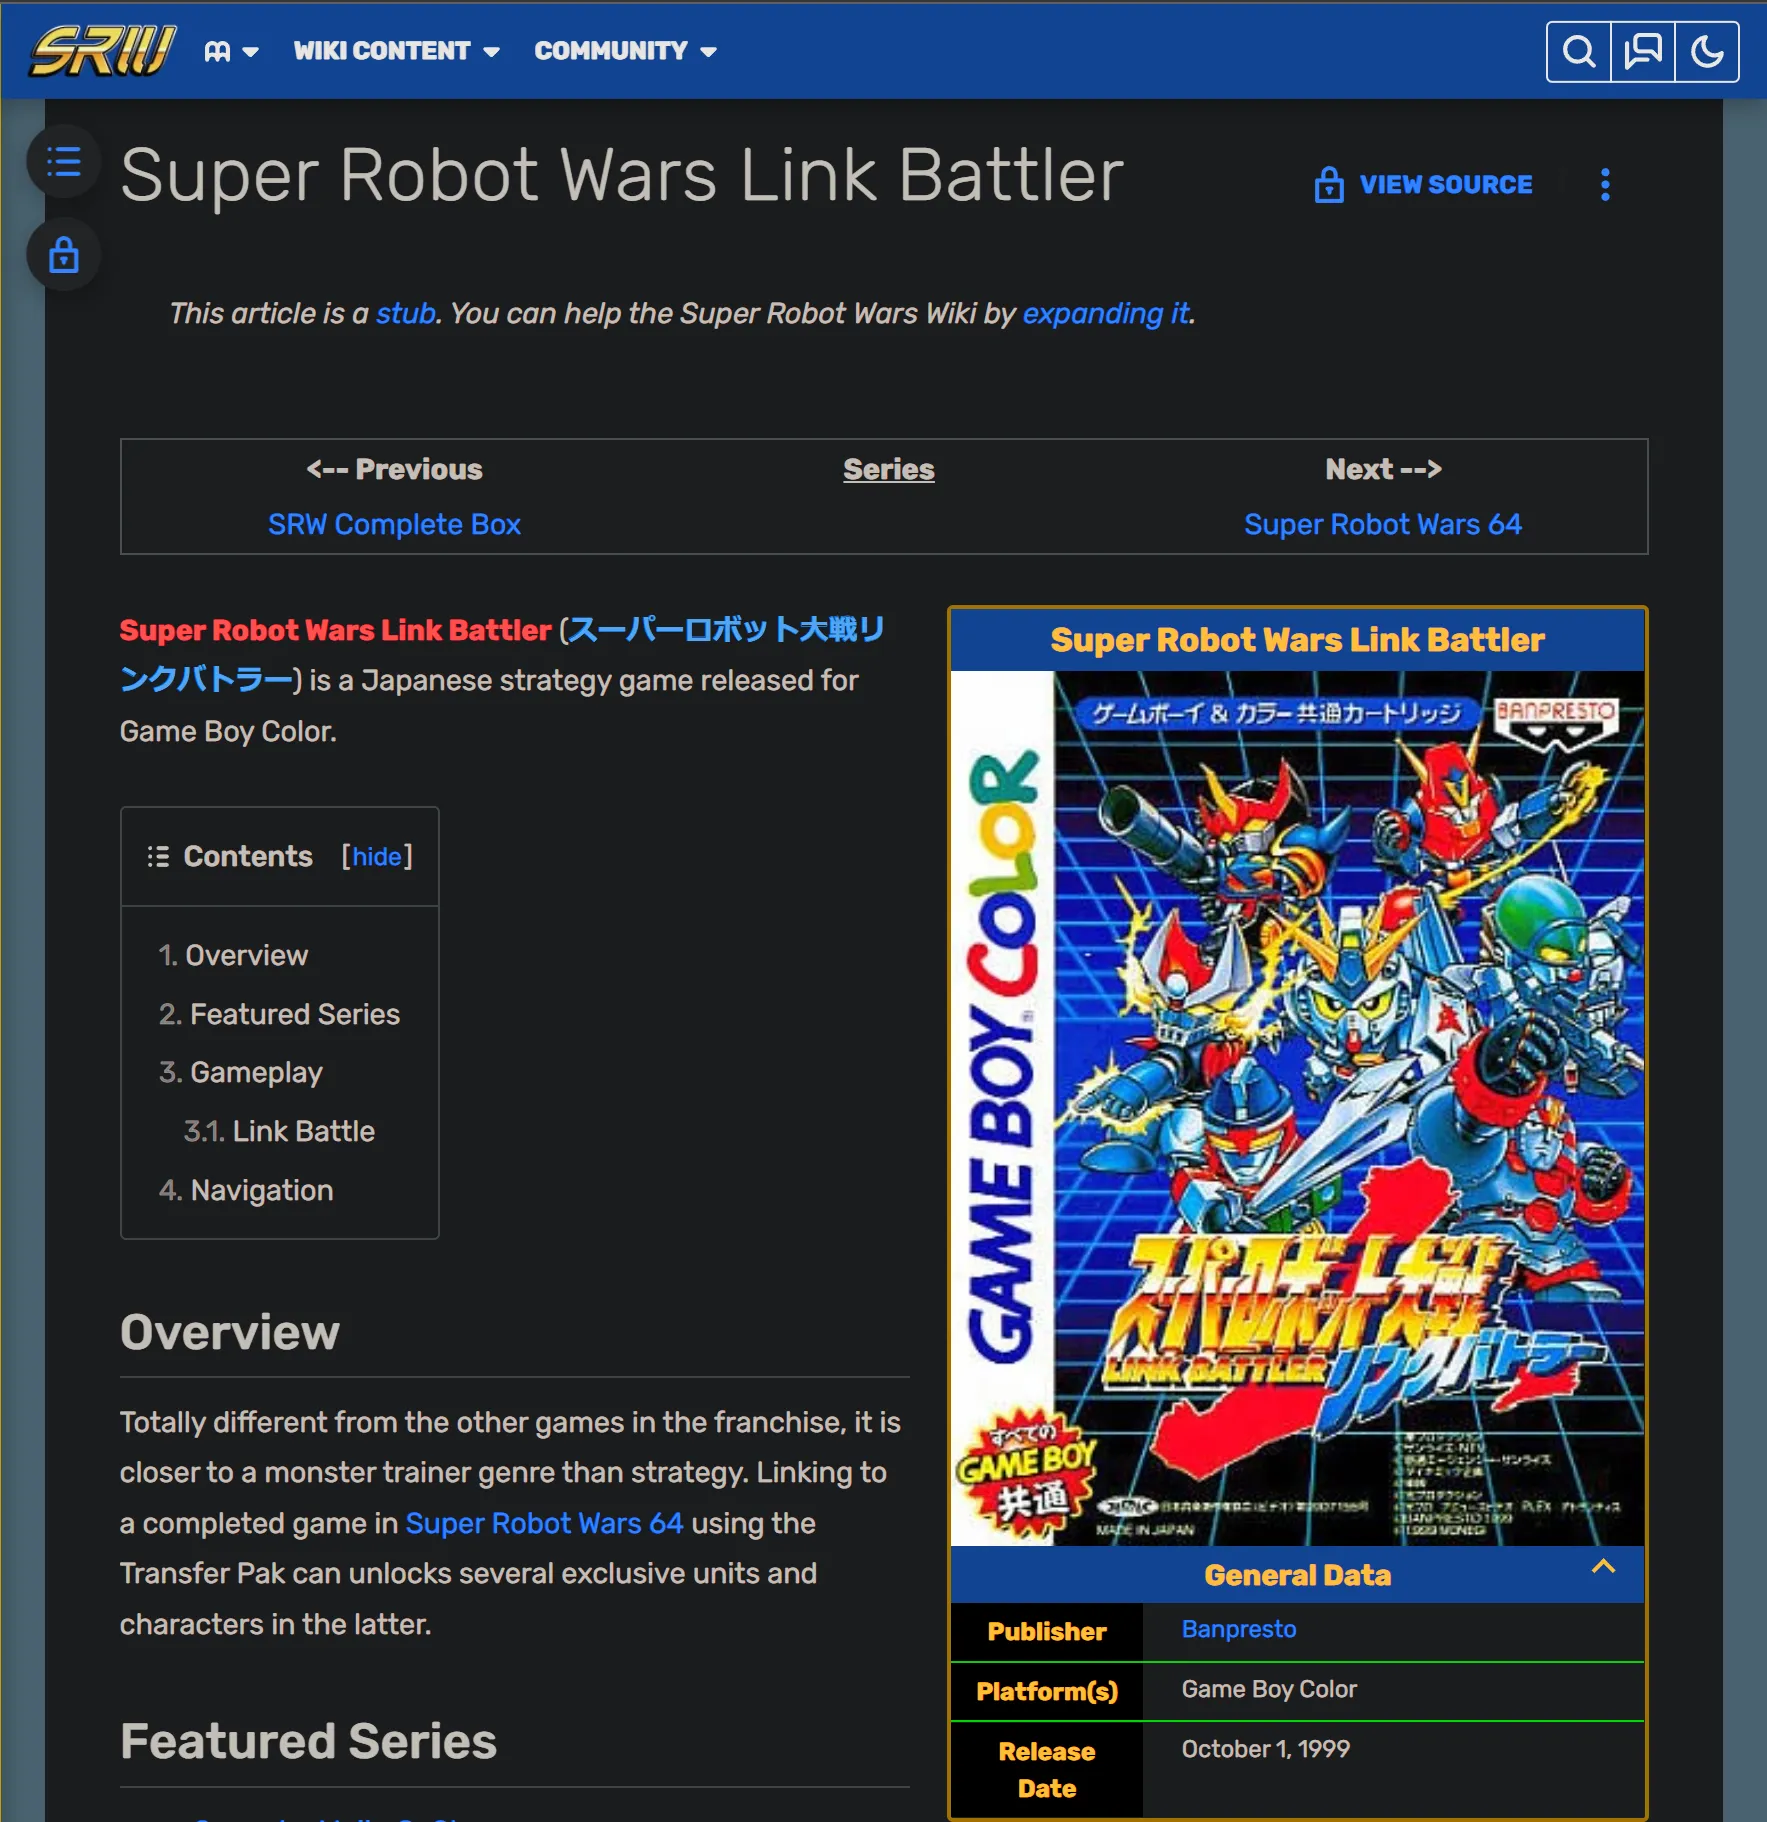 SRW
WIKI CONTENT
COMMUNITY
Super Robot Wars Link Battler
VIEW SOURCE
This article is a stub. You can help the Super Robot Wars Wiki by expanding it.
<-- Previous
Series
Next -->
SRW Complete Box
Super Robot Wars 64
Super Robot Wars Link Battler (スーパーロボット大戦リ
ンクバトラー) is a Japanese strategy game released for
Game Boy Color.
Contents [hide]
1. Overview
2. Featured Series
3. Gameplay
3.1. Link Battle
4. Navigation
Overview
Totally different from the other games in the franchise, it is
closer to a monster trainer genre than strategy. Linking to
a completed game in Super Robot Wars 64 using the
Transfer Pak can unlocks several exclusive units and
characters in the latter.
Featured Series
Super Robot Wars Link Battler
ゲームボーイ & カラー共通カートリッジ
BANPRESTO
GAME BOY COLOR
スーパーロボット大戦
LINK BATTLER リンクバトラー
すべての
GAME BOY
共通
MADE IN JAPAN
General Data
Publisher
Banpresto
Platform(s)
Game Boy Color
Release
Date
October 1, 1999